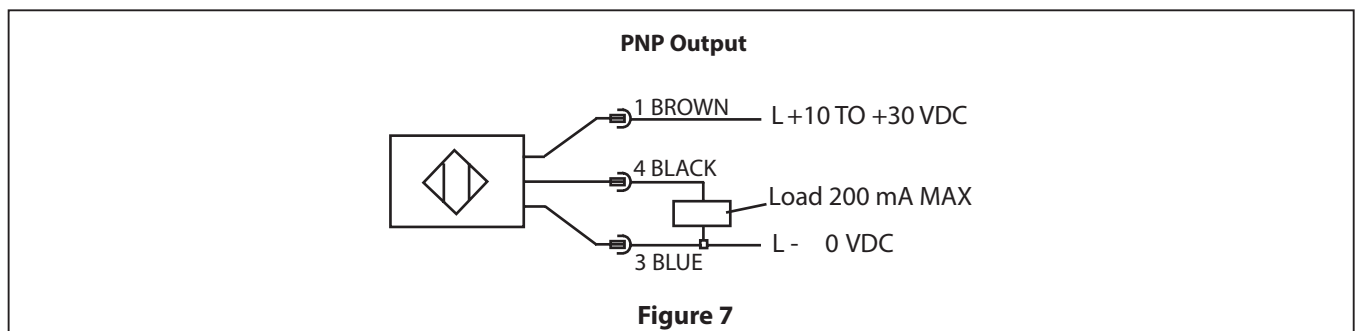 PNP Output
1 BROWN
L +10 TO +30 VDC
4 BLACK
Load 200 mA MAX
L - 0 VDC
3 BLUE
Figure 7